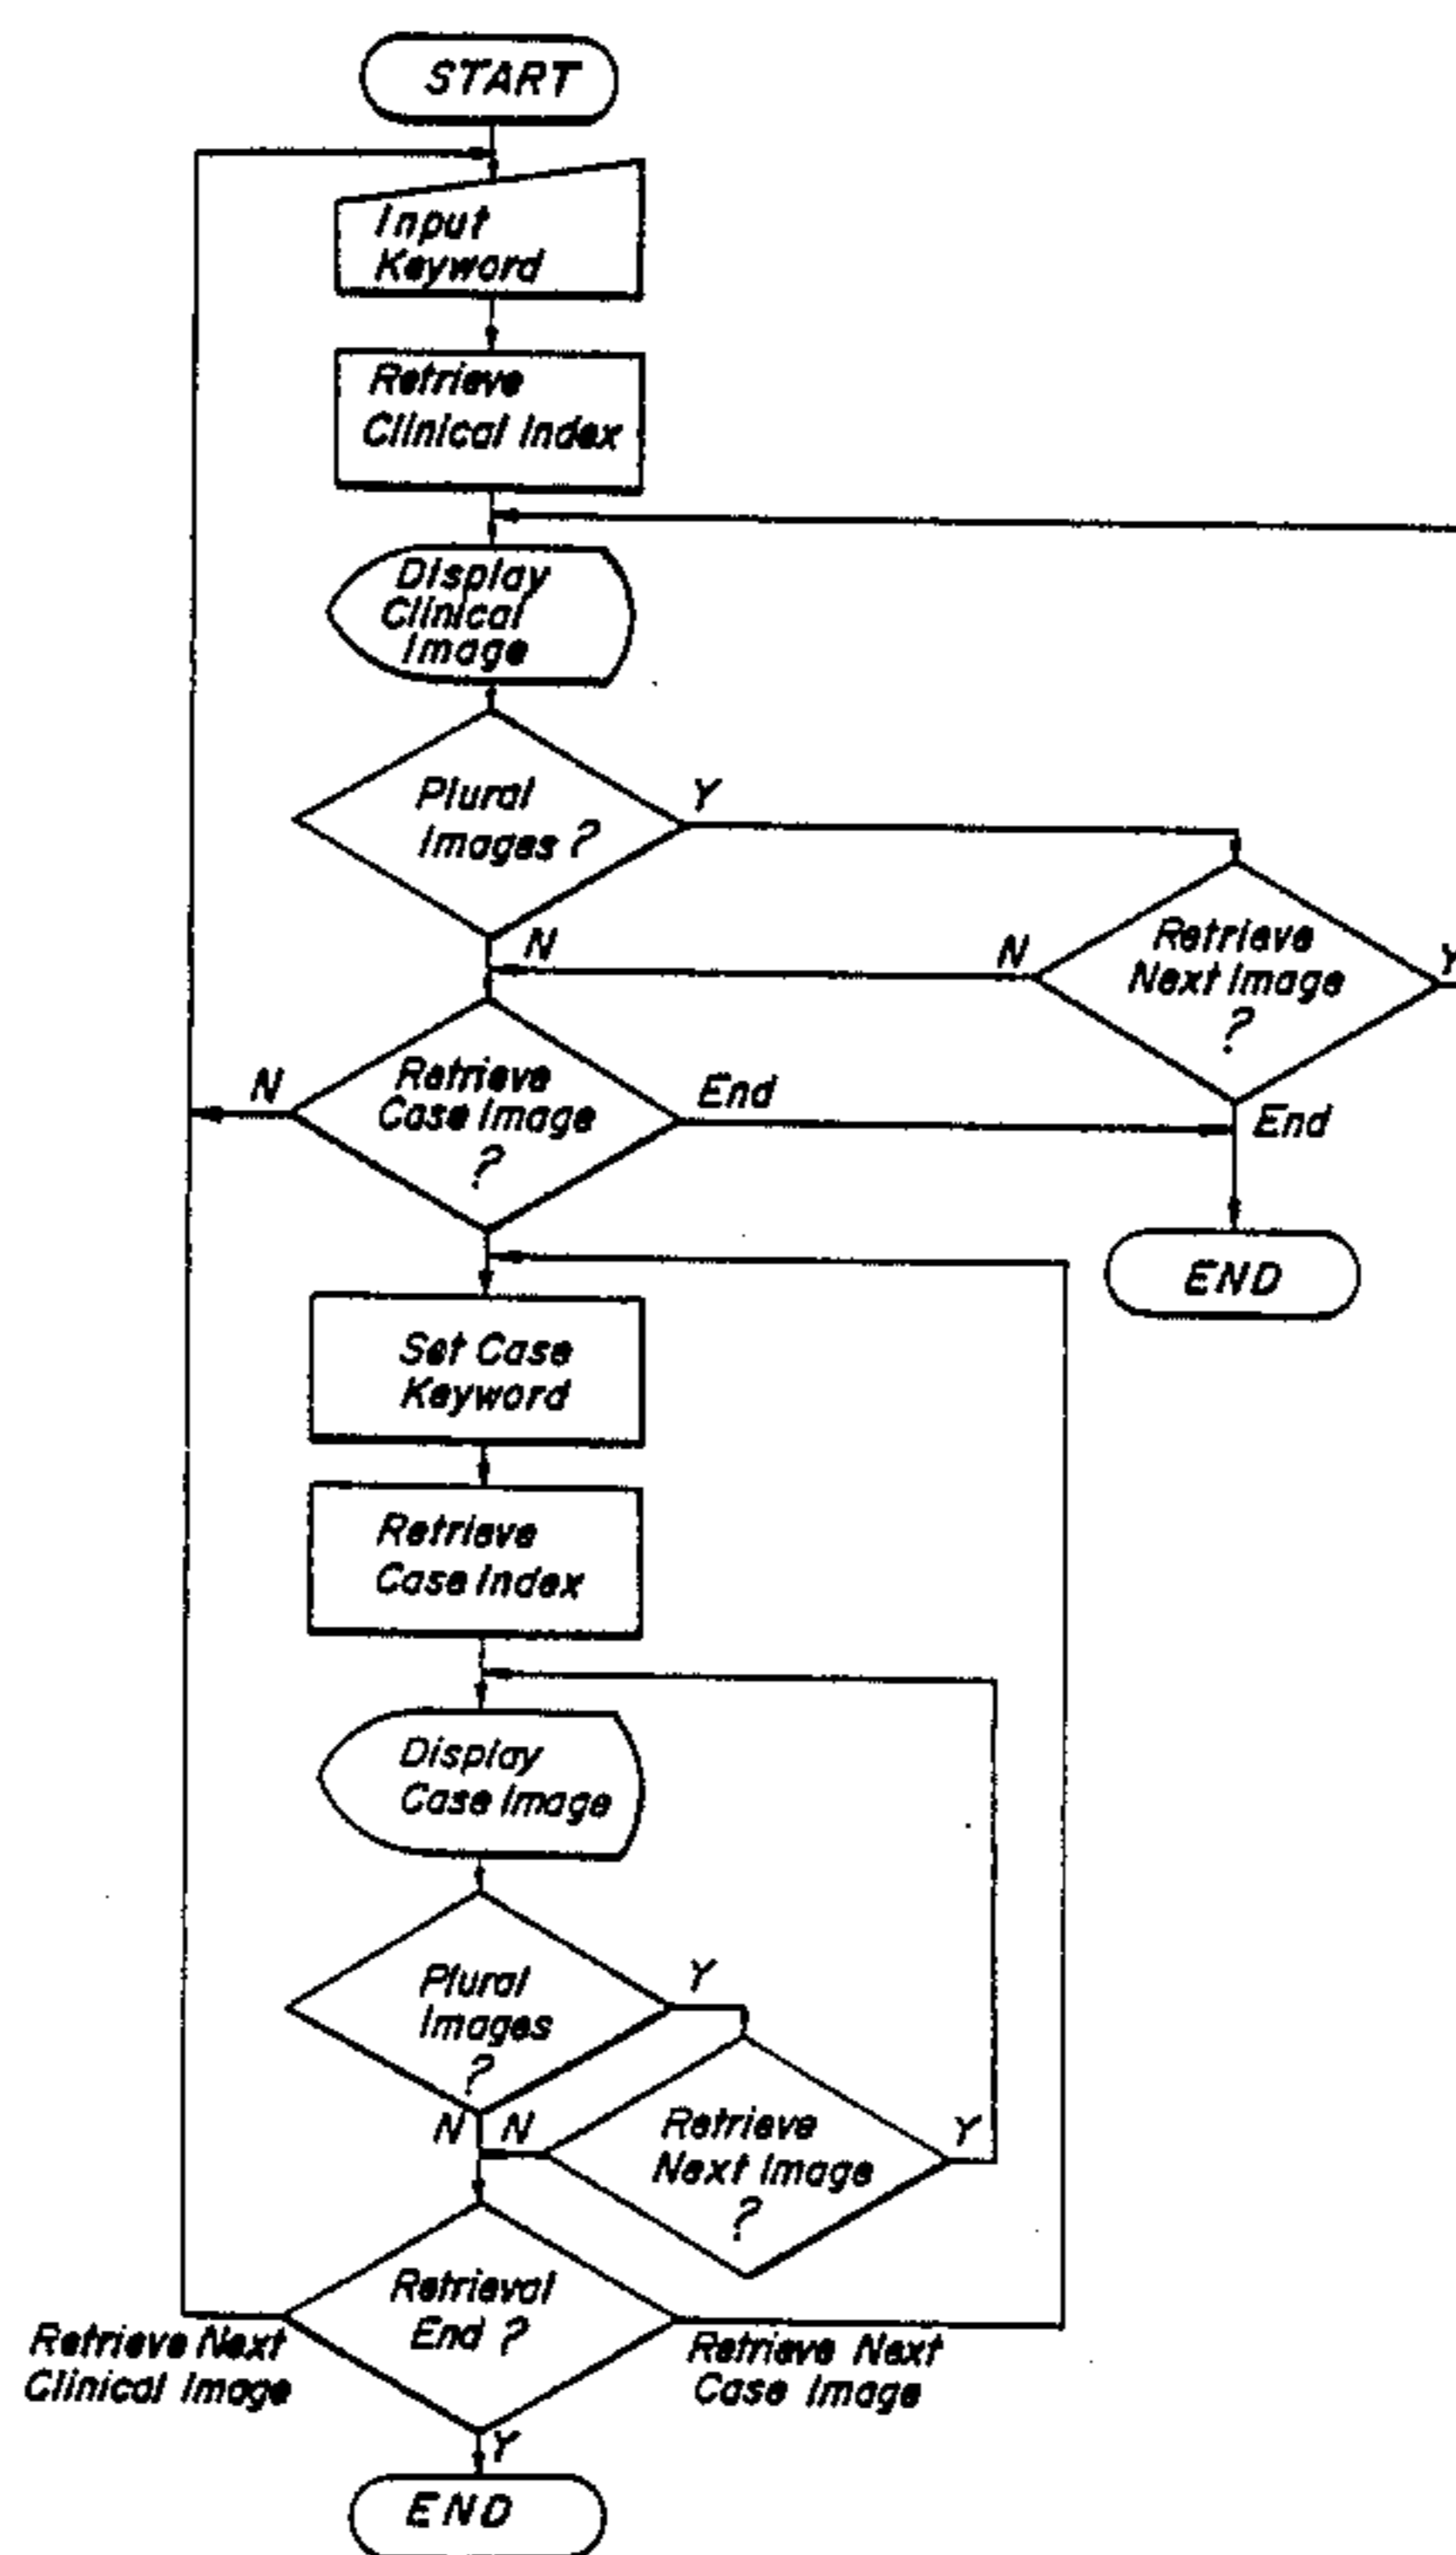 START
Input
Keyword
Retrieve
Clinical Index
Display
Clinical
Image
Plural
Images ?
Y
N
Retrieve
Next Image
?
N
Y
End
Retrieve
Case Image
?
N
End
END
Set Case
Keyword
Retrieve
Case Index
Display
Case Image
Plural
Images
?
Y
N
Retrieve
Next Image
?
N
Y
Retrieval
End ?
Retrieve Next
Clinical Image
Retrieve Next
Case Image
Y
END